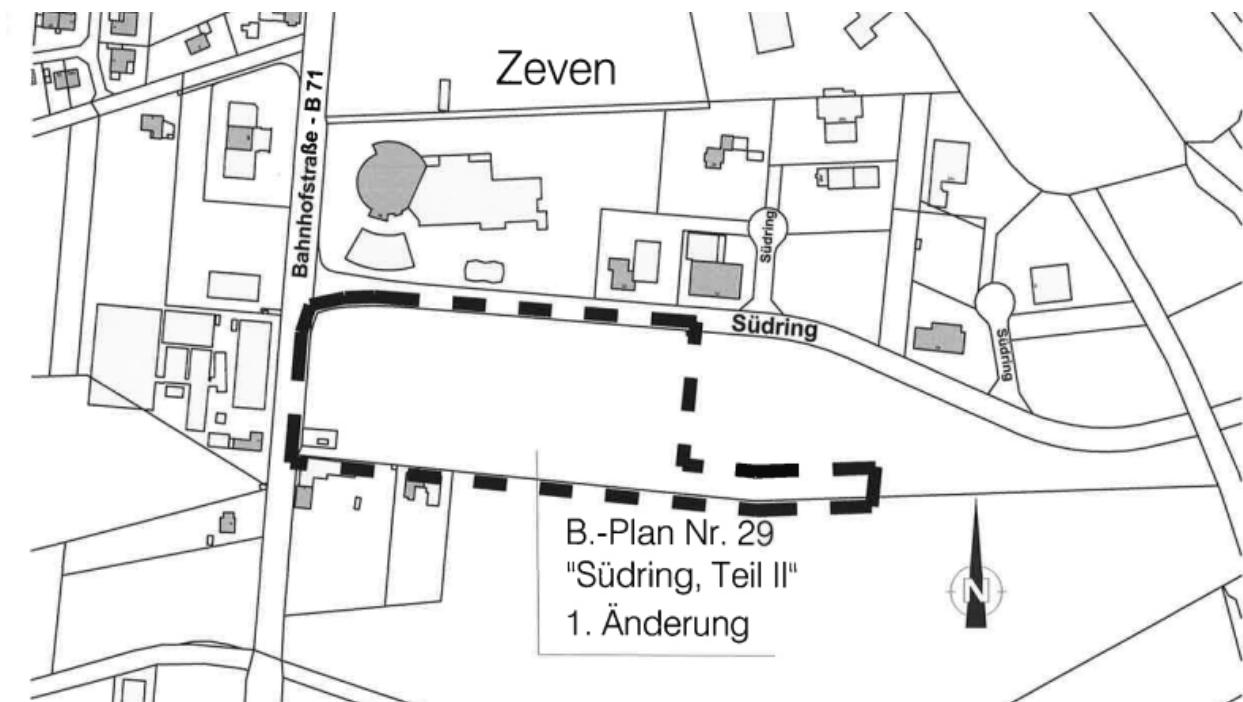 Zeven
Bahnhofstraße - B 71
Südring
Südring
Südring
B.-Plan Nr. 29
"Südring, Teil II"
1. Änderung
N